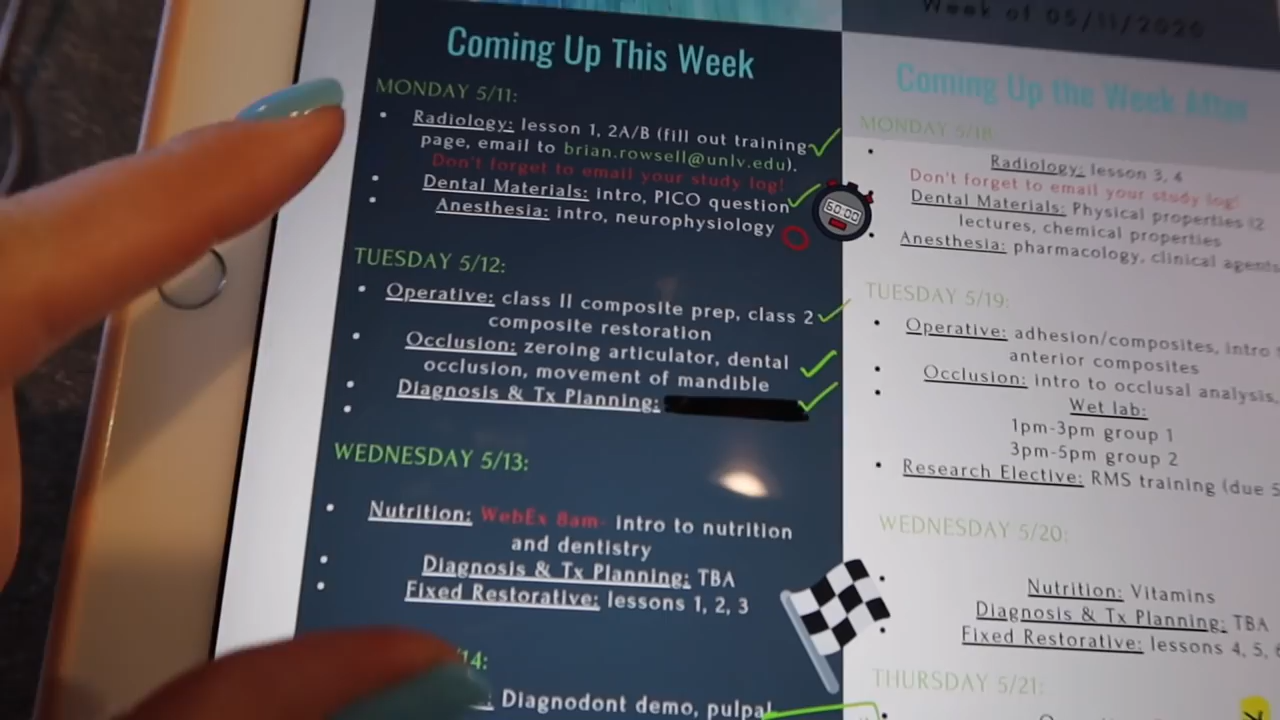 Coming Up This Week
MONDAY 5/11:
• Radiology: lesson 1, 2A/B (fill out training
page, email to brian.rowsell@unlv.edu).
Don't forget to email your study log!
• Dental Materials: intro, PICO question
• Anesthesia: intro, neurophysiology
60:00
TUESDAY 5/12:
• Operative: class II composite prep, class 2
composite restoration
• Occlusion: zeroing articulator, dental
occlusion, movement of mandible
• Diagnosis & Tx Planning:
•
WEDNESDAY 5/13:
• Nutrition: WebEx 8am- Intro to nutrition
and dentistry
• Diagnosis & Tx Planning: TBA
• Fixed Restorative: lessons 1, 2, 3
14:
: Diagnodont demo, pulpal
Week of 05/11/2020
Coming Up the Week After
MONDAY 5/18:
• Radiology: lesson 3, 4
Don't forget to email your study log!
• Dental Materials: Physical properties (2
lectures, chemical properties
• Anesthesia: pharmacology, clinical agents
TUESDAY 5/19:
• Operative: adhesion/composites, intro
anterior composites
• Occlusion: intro to occlusal analysis,
• Wet lab:
1pm-3pm group 1
3pm-5pm group 2
• Research Elective: RMS training (due 5
WEDNESDAY 5/20:
• Nutrition: Vitamins
• Diagnosis & Tx Planning: TBA
• Fixed Restorative: lessons 4, 5, 6
THURSDAY 5/21: